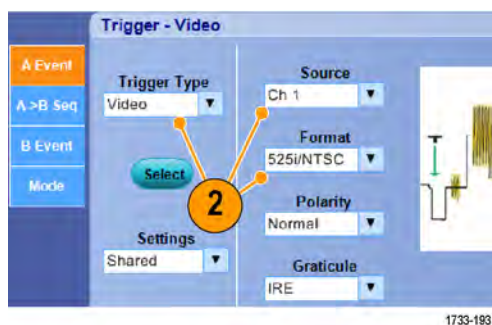 Trigger - Video
A Event
A->B Seq
B Event
Mode
Trigger Type
Video
Select
Settings
Shared
Source
Ch 1
Format
525i/NTSC
Polarity
Normal
Graticule
IRE
T
2
1733-193